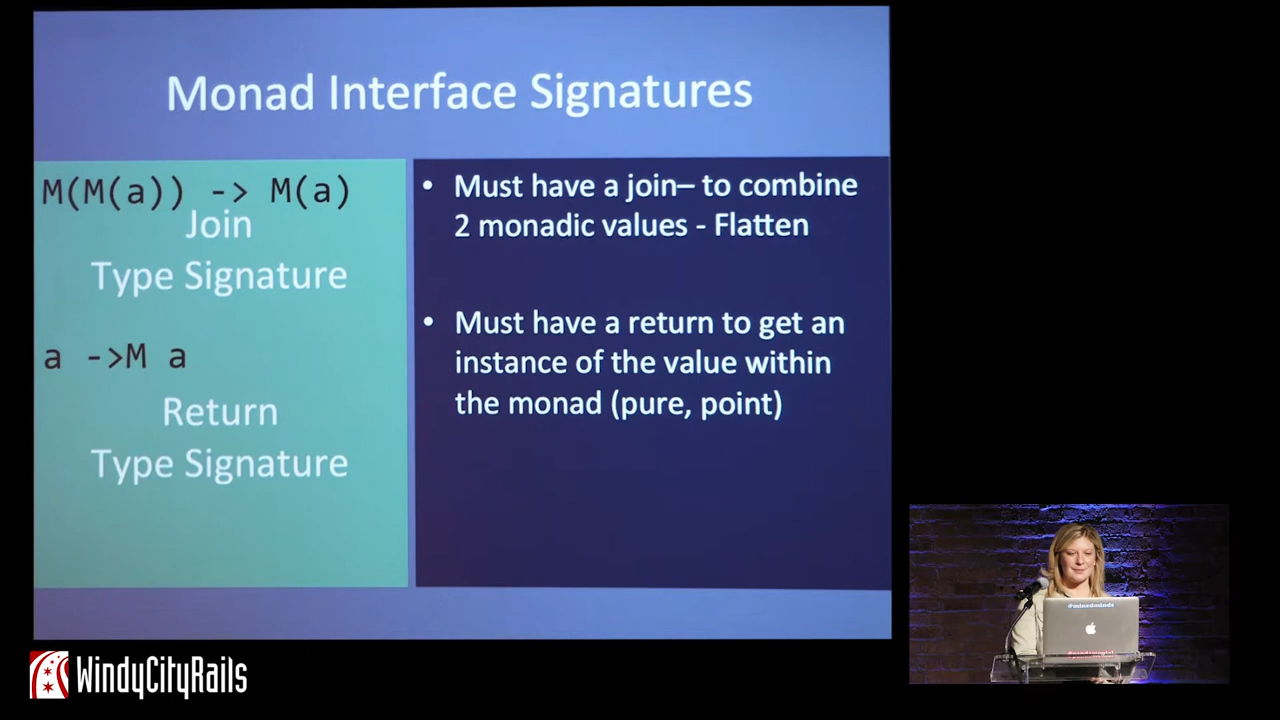 Monad Interface Signatures
M(M(a)) -> M(a)
Join
Type Signature
a ->M a
Return
Type Signature
• Must have a join– to combine
2 monadic values - Flatten
• Must have a return to get an
instance of the value within
the monad (pure, point)
WindyCityRails
#minedminds